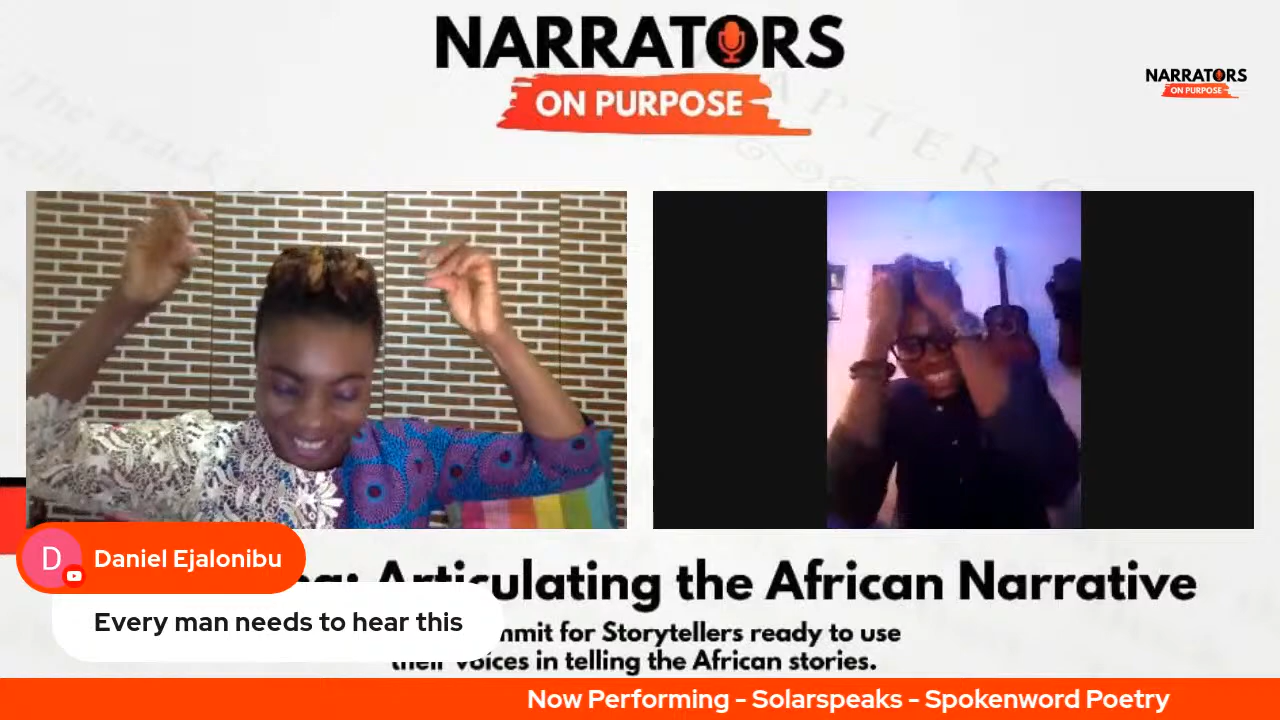 NARRATORS
ON PURPOSE
NARRATORS
ON PURPOSE
D
Daniel Ejalonibu
Every man needs to hear this
Articulating the African Narrative
for Storytellers ready to use
their voices in telling the African stories.
Now Performing - Solarspeaks - Spokenword Poetry